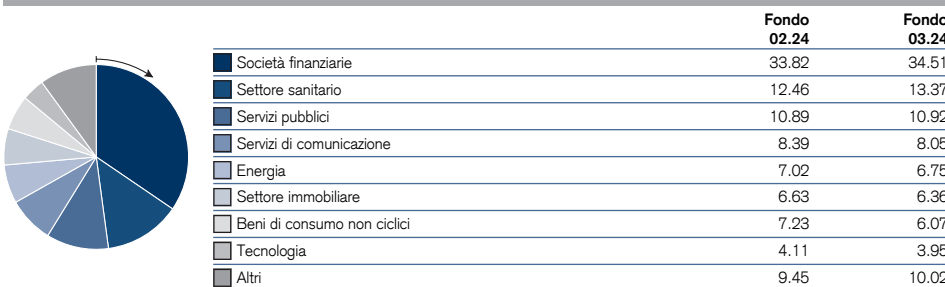 Fondo Fondo
02.24 03.24
Società finanziarie 33.82 34.51
Settore sanitario 12.46 13.37
Servizi pubblici 10.89 10.92
Servizi di comunicazione 8.39 8.05
Energia 7.02 6.75
Settore immobiliare 6.63 6.36
Beni di consumo non ciclici 7.23 6.07
Tecnologia 4.11 3.95
Altri 9.45 10.02